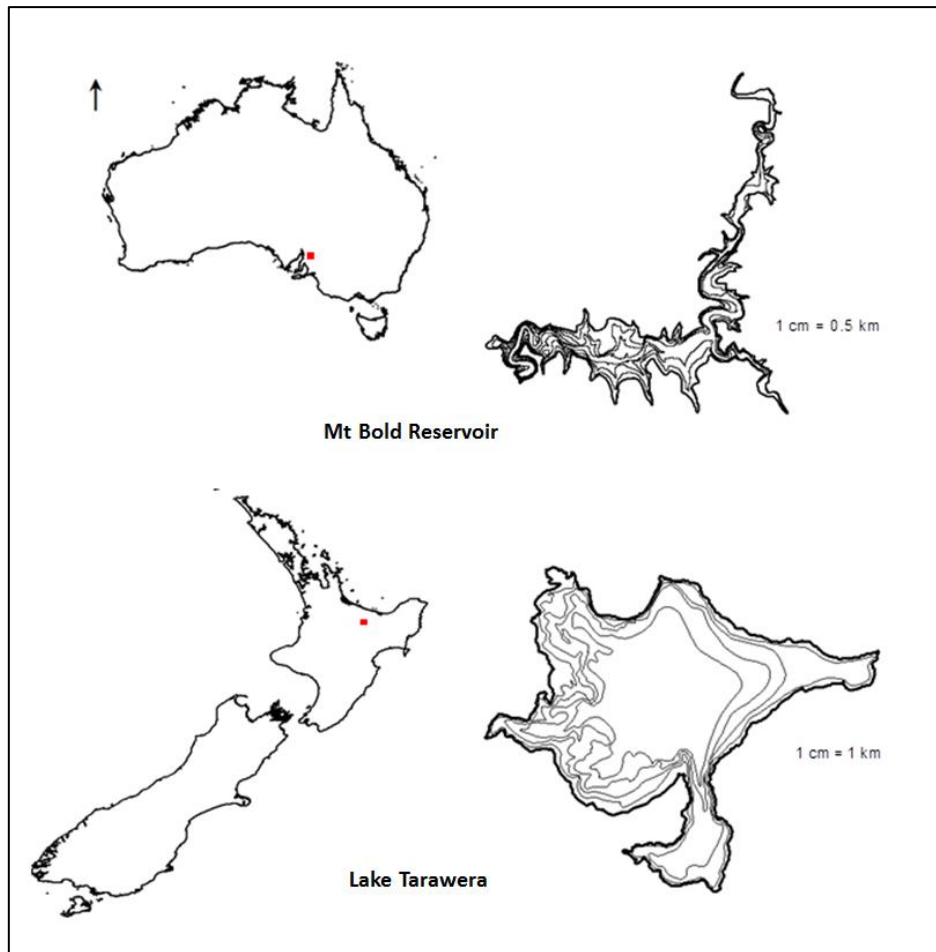 1 cm = 0.5 km
Mt Bold Reservoir
1 cm = 1 km
Lake Tarawera